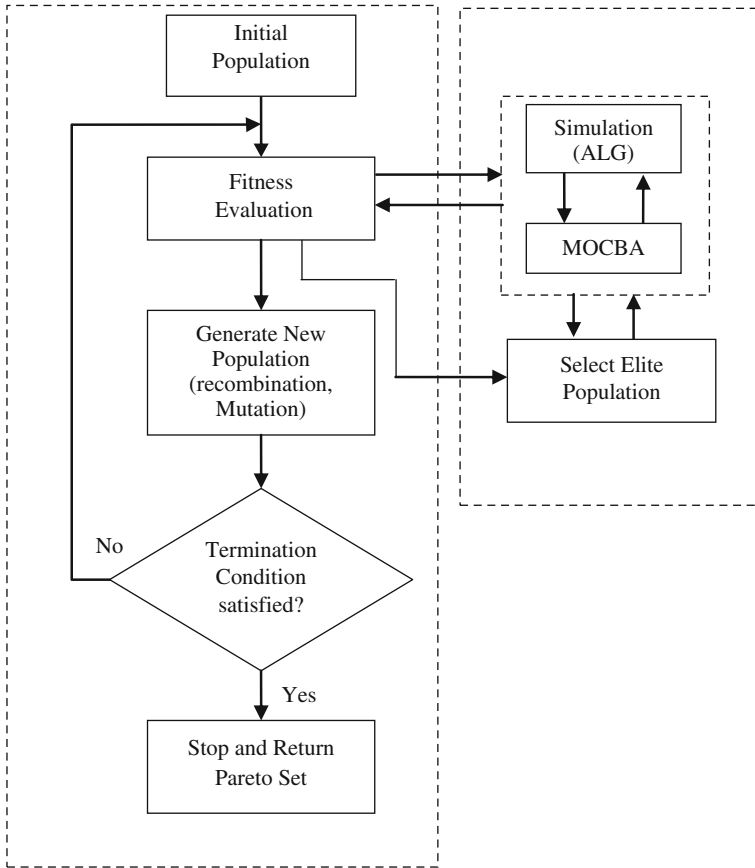 Initial
Population
Fitness
Evaluation
Generate New
Population
(recombination,
Mutation)
No
Termination
Condition
satisfied?
Yes
Stop and Return
Pareto Set
Simulation
(ALG)
MOCBA
Select Elite
Population